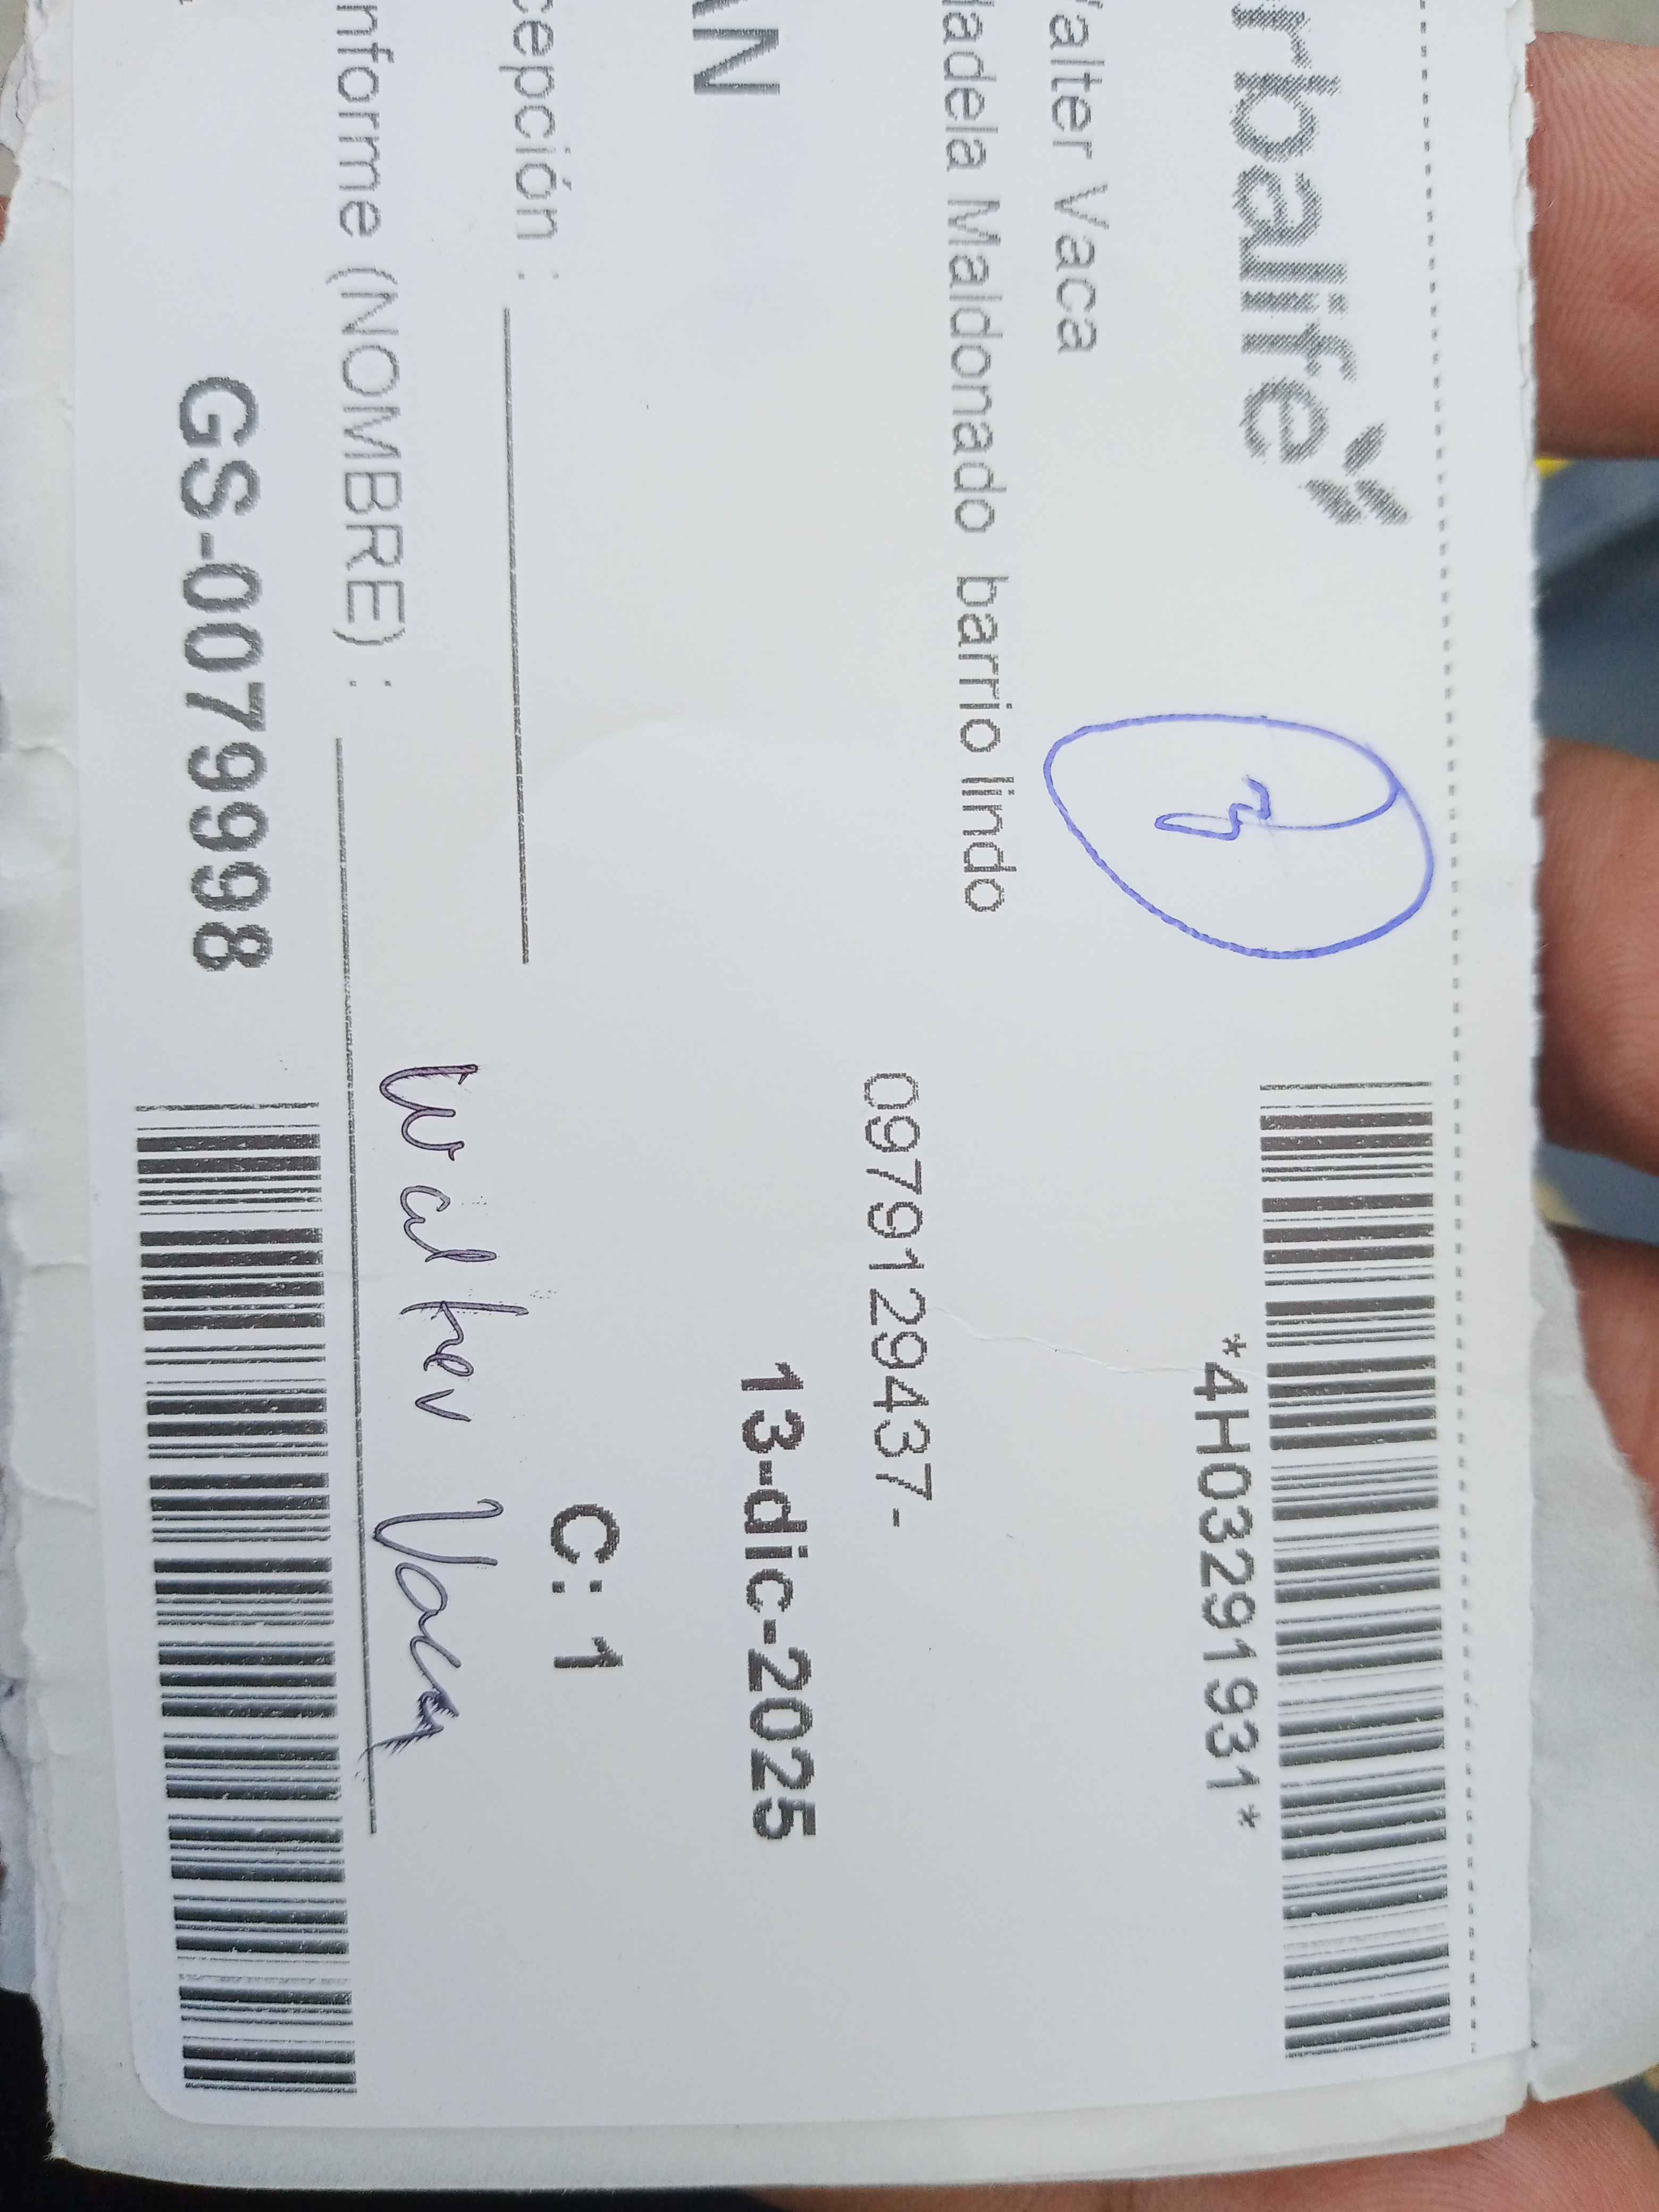 rbalife
*4H03291931*
alter Vaca
ladela Maldonado barrio lindo
0979129437-
AN
13-dic-2025
cepción :
C: 1
nforme (NOMBRE) :
Walter Vaca
GS-0079998